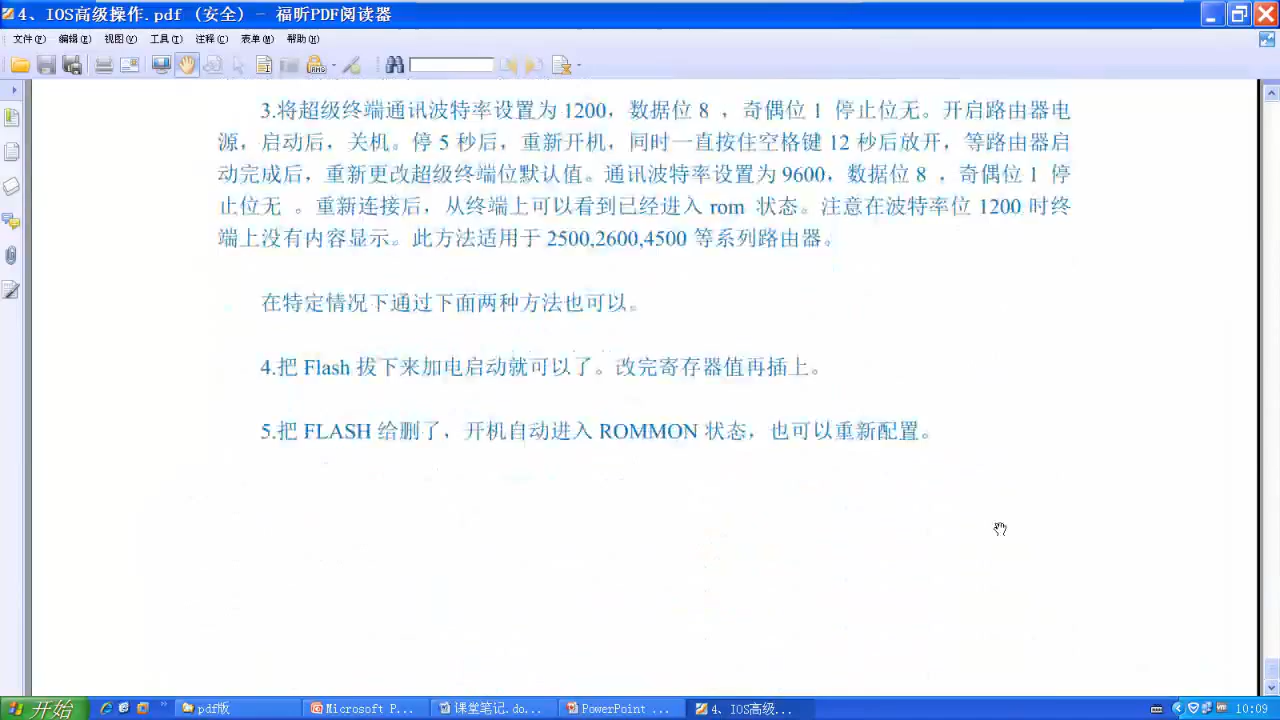 4、IOS高级操作.pdf (安全) - 福昕PDF阅读器
文件(F) 编辑(E) 视图(V) 工具(T) 注释(C) 表单(M) 帮助(H)
3.将超级终端通讯波特率设置为 1200，数据位 8 ，奇偶位 1 停止位无。开启路由器电
源，启动后，关机。停 5 秒后，重新开机，同时一直按住空格键 12 秒后放开，等路由器启
动完成后，重新更改超级终端位默认值。通讯波特率设置为 9600，数据位 8 ，奇偶位 1 停
止位无 。重新连接后，从终端上可以看到已经进入 rom 状态。注意在波特率位 1200 时终
端上没有内容显示。此方法适用于 2500,2600,4500 等系列路由器。
在特定情况下通过下面两种方法也可以。
4.把 Flash 拔下来加电启动就可以了。改完寄存器值再插上。
5.把 FLASH 给删了，开机自动进入 ROMMON 状态，也可以重新配置。
开始 pdf版 Microsoft P... 课堂笔记.do... PowerPoint ... 4、IOS高级... 10:09